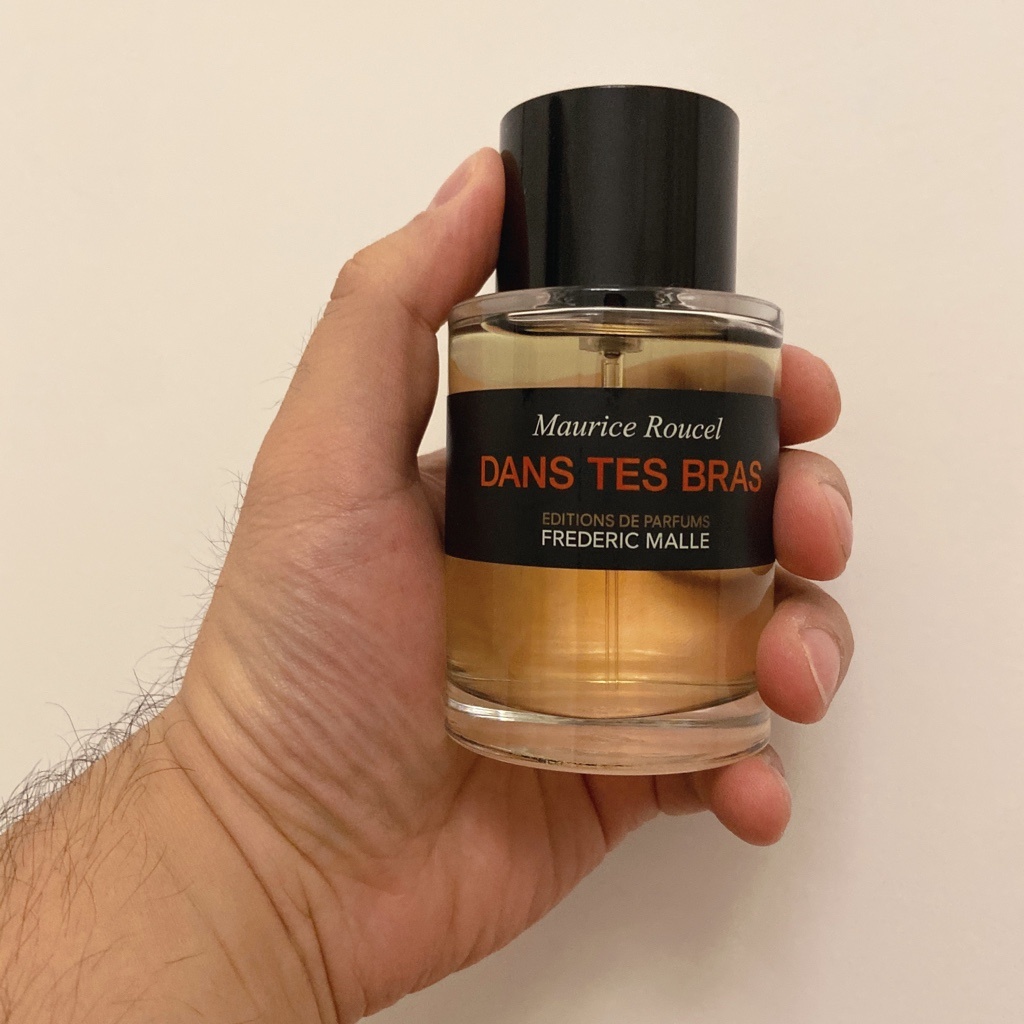 Maurice Roucel
DANS TES BRAS
EDITIONS DE PARFUMS
FREDERIC MALLE